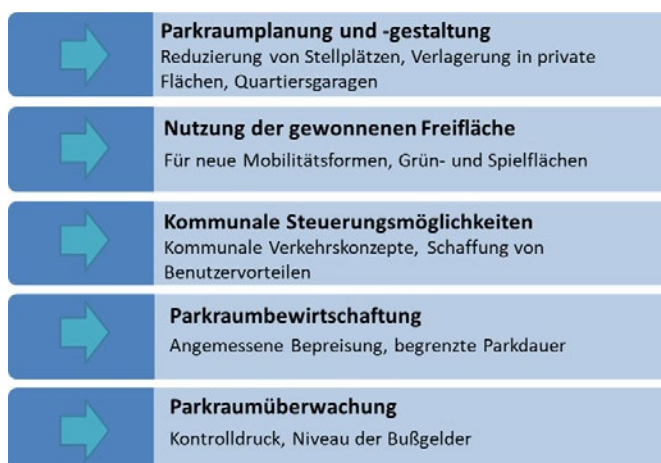 Parkraumplanung und -gestaltung
Reduzierung von Stellplätzen, Verlagerung in private
Flächen, Quartiersgaragen
Nutzung der gewonnenen Freifläche
Für neue Mobilitätsformen, Grün- und Spielflächen
Kommunale Steuerungsmöglichkeiten
Kommunale Verkehrskonzepte, Schaffung von
Benutzervorteilen
Parkraumbewirtschaftung
Angemessene Bepreisung, begrenzte Parkdauer
Parkraumüberwachung
Kontrolldruck, Niveau der Bußgelder